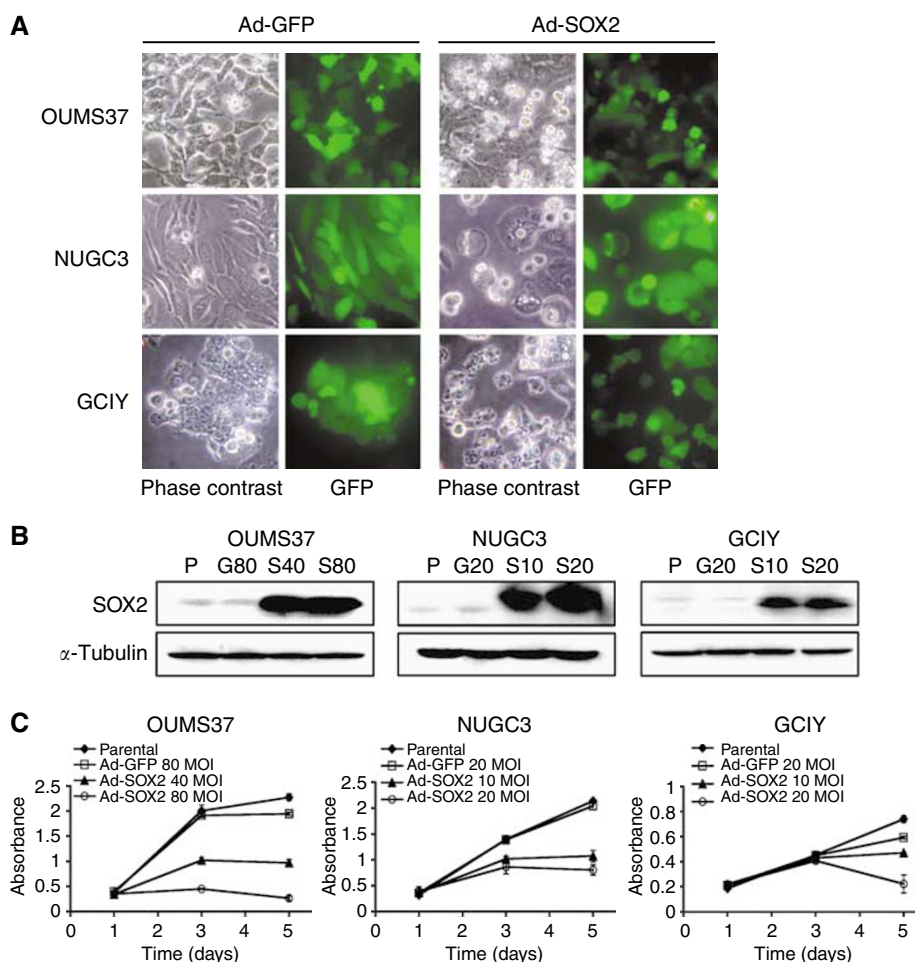 A
Ad-GFP Ad-SOX2
OUMS37
NUGC3
GCIY
Phase contrast GFP Phase contrast GFP
B
OUMS37 NUGC3 GCIY
P G80 S40 S80 P G20 S10 S20 P G20 S10 S20
SOX2
α-Tubulin
C
OUMS37
Parental
Ad-GFP 80 MOI
Ad-SOX2 40 MOI
Ad-SOX2 80 MOI
Absorbance
2.5
2
1.5
1
0.5
0
0 1 2 3 4 5
Time (days)
NUGC3
Parental
Ad-GFP 20 MOI
Ad-SOX2 10 MOI
Ad-SOX2 20 MOI
Absorbance
2.5
2
1.5
1
0.5
0
0 1 2 3 4 5
Time (days)
GCIY
Parental
Ad-GFP 20 MOI
Ad-SOX2 10 MOI
Ad-SOX2 20 MOI
Absorbance
1
0.8
0.6
0.4
0.2
0
0 1 2 3 4 5
Time (days)